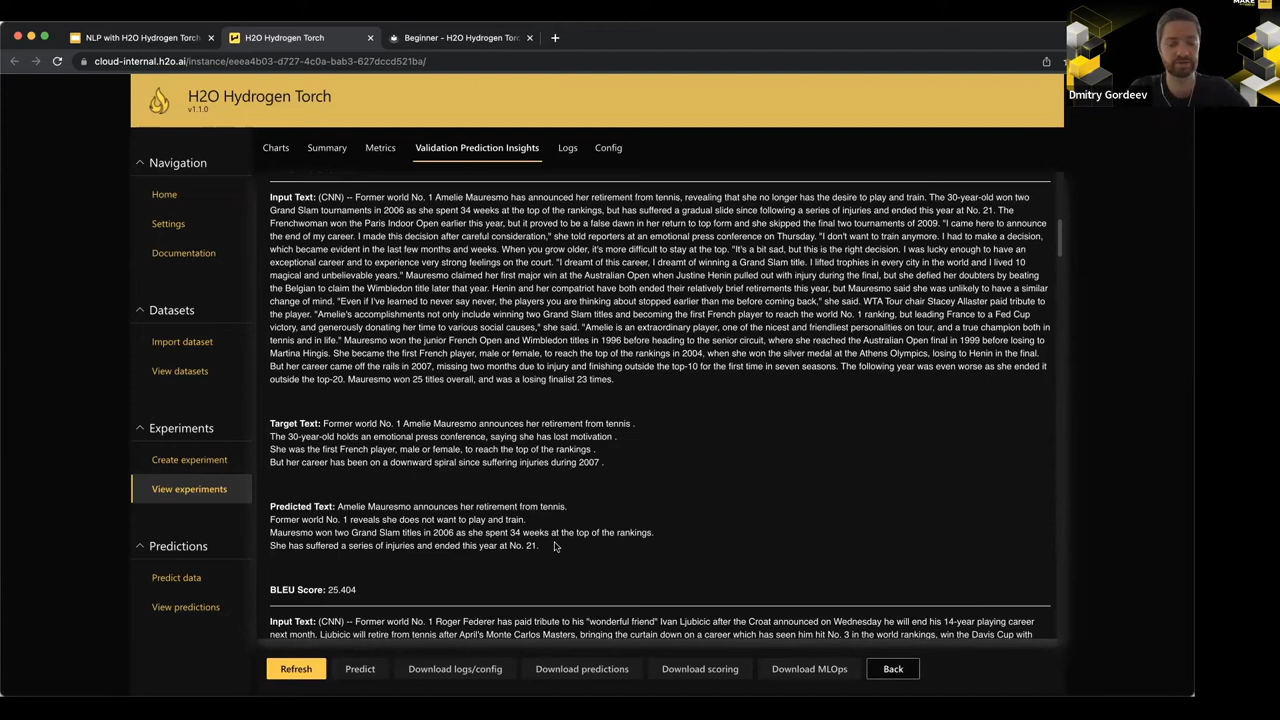 NLP with H2O Hydrogen Torch
H2O Hydrogen Torch
Beginner - H2O Hydrogen Torc
cloud-internal.h2o.ai/instance/eeea4b03-d727-4c0a-bab3-627dccd521ba/
MAKE
Dmitry Gordeev
H2O Hydrogen Torch
v1.1.0
Navigation
Home
Settings
Documentation
Datasets
Import dataset
View datasets
Experiments
Create experiment
View experiments
Predictions
Predict data
View predictions
Charts
Summary
Metrics
Validation Prediction Insights
Logs
Config
Input Text: (CNN) -- Former world No. 1 Amelie Mauresmo has announced her retirement from tennis, revealing that she no longer has the desire to play and train. The 30-year-old won two
Grand Slam tournaments in 2006 as she spent 34 weeks at the top of the rankings, but has suffered a gradual slide since following a series of injuries and ended this year at No. 21. The
Frenchwoman won the Paris Indoor Open earlier this year, but it proved to be a false dawn in her return to top form and she skipped the final two tournaments of 2009. "I came here to announce
the end of my career. I made this decision after careful consideration," she told reporters at an emotional press conference on Thursday. "I don't want to train anymore. I had to make a decision,
which became evident in the last few months and weeks. When you grow older, it's more difficult to stay at the top. "It's a bit sad, but this is the right decision. I was lucky enough to have an
exceptional career and to experience very strong feelings on the court. "I dreamt of this career, I dreamt of winning a Grand Slam title. I lifted trophies in every city in the world and I lived 10
magical and unbelievable years." Mauresmo claimed her first major win at the Australian Open when Justine Henin pulled out with injury during the final, but she defied her doubters by beating
the Belgian to claim the Wimbledon title later that year. Henin and her compatriot have both ended their relatively brief retirements this year, but Mauresmo said she was unlikely to have a similar
change of mind. "Even if I've learned to never say never, the players you are thinking about stopped earlier than me before coming back," she said. WTA Tour chair Stacey Allaster paid tribute to
the player. "Amelie's accomplishments not only include winning two Grand Slam titles and becoming the first French player to reach the world No. 1 ranking, but leading France to a Fed Cup
victory, and generously donating her time to various social causes," she said. "Amelie is an extraordinary player, one of the nicest and friendliest personalities on tour, and a true champion both in
tennis and in life." Mauresmo won the junior French Open and Wimbledon titles in 1996 before heading to the senior circuit, where she reached the Australian Open final in 1999 before losing to
Martina Hingis. She became the first French player, male or female, to reach the top of the rankings in 2004, when she won the silver medal at the Athens Olympics, losing to Henin in the final.
But her career came off the rails in 2007, missing two months due to injury and finishing outside the top-10 for the first time in seven seasons. The following year was even worse as she ended it
outside the top-20. Mauresmo won 25 titles overall, and was a losing finalist 23 times.
Target Text: Former world No. 1 Amelie Mauresmo announces her retirement from tennis .
The 30-year-old holds an emotional press conference, saying she has lost motivation .
She was the first French player, male or female, to reach the top of the rankings .
But her career has been on a downward spiral since suffering injuries during 2007 .
Predicted Text: Amelie Mauresmo announces her retirement from tennis.
Former world No. 1 reveals she does not want to play and train.
Mauresmo won two Grand Slam titles in 2006 as she spent 34 weeks at the top of the rankings.
She has suffered a series of injuries and ended this year at No. 21.
BLEU Score: 25.404
Input Text: (CNN) -- Former world No. 1 Roger Federer has paid tribute to his "wonderful friend" Ivan Ljubicic after the Croat announced on Wednesday he will end his 14-year playing career
next month. Ljubicic will retire from tennis after April's Monte Carlos Masters, bringing the curtain down on a career which has seen him hit No. 3 in the world rankings, win the Davis Cup with
Refresh
Predict
Download logs/config
Download predictions
Download scoring
Download MLOps
Back